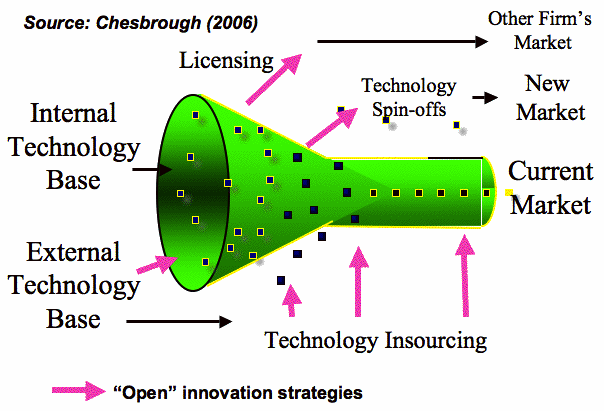 Source: Chesbrough (2006)
Other Firm’s
Market
Licensing
Technology
Spin-offs
New
Market
Internal
Technology
Base
Current
Market
External
Technology
Base
Technology Insourcing
“Open” innovation strategies